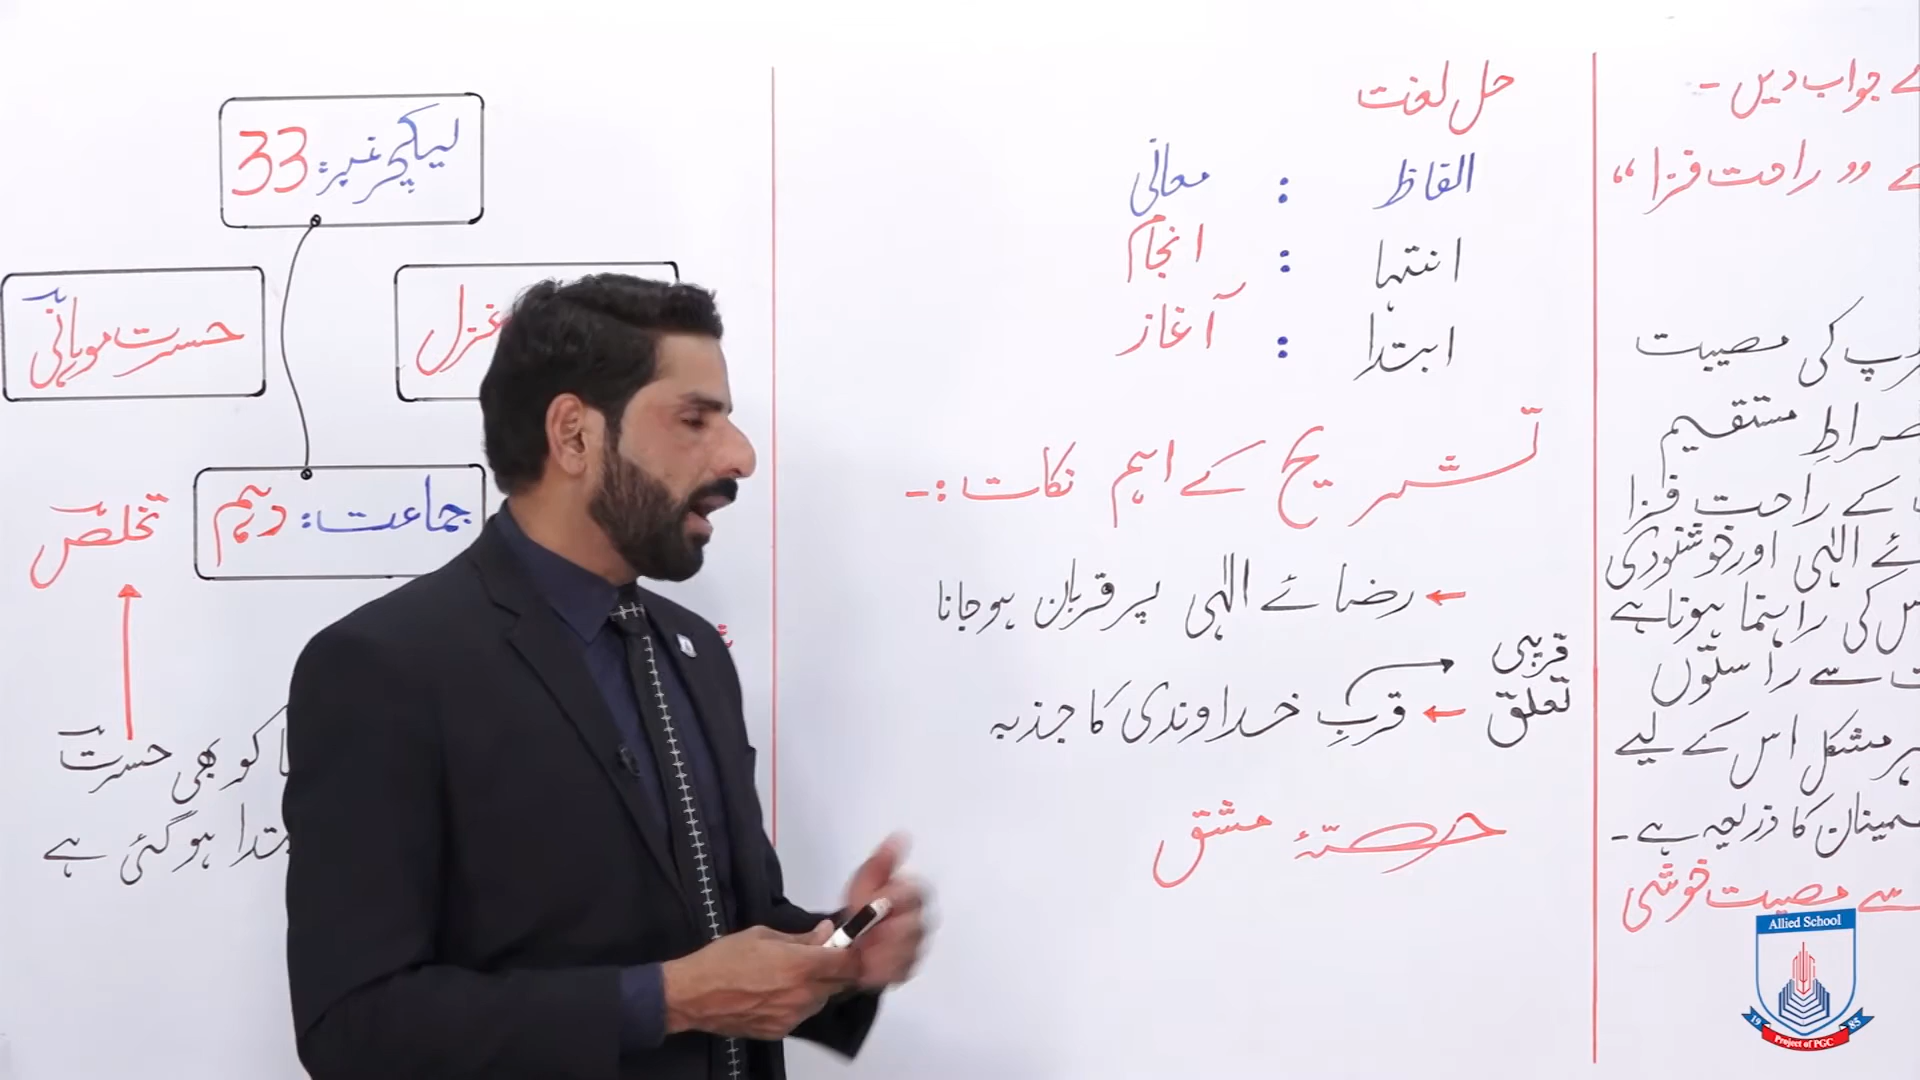 لیکچر نمبر: 33
حسرت موہانی
غزل
جماعت: دہم
تخلص
کو بھی حسرت
ہو گئی ہے
حل لغت
الفاظ : معانی
انتہا : انجام
ابتدا : آغاز
تشریح کے اہم نکات :-
رضائے الٰہی پر قربان ہوجانا
قریبی
تعلق
قربِ خداوندی کا جذبہ
حصۂ مشق
جواب دیں -
” راحت فزا “
کی مصیبت
صراطِ مستقیم
کے راحت فزا
الٰہی اور خوشنودی
کی راہنما ہوتا ہے
سے راستوں
ہر مشکل اس کے لیے
کا ذریعہ ہے -
سے مصیبت خوشی
Allied School
19 85
Project of PGC